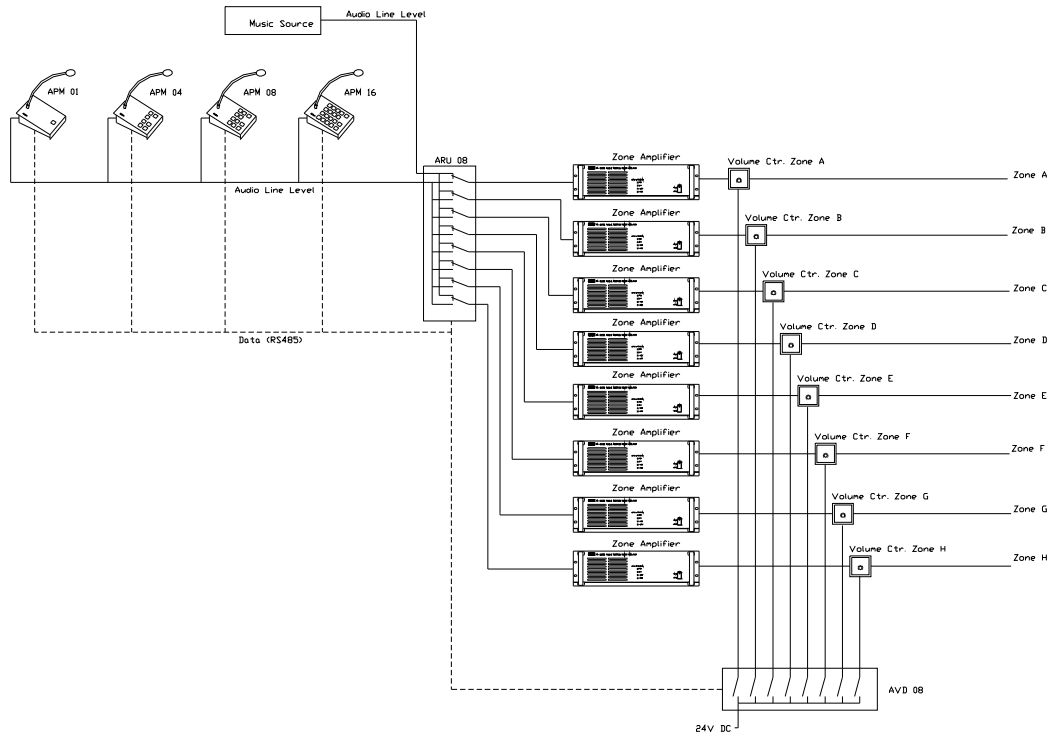 Music Source
Audio Line Level
APM 01
APM 04
APM 08
APM 16
ARU 08
Audio Line Level
Data (RS485)
Zone Amplifier
Volume Ctr. Zone A
Zone A
Zone Amplifier
Volume Ctr. Zone B
Zone B
Zone Amplifier
Volume Ctr. Zone C
Zone C
Zone Amplifier
Volume Ctr. Zone D
Zone D
Zone Amplifier
Volume Ctr. Zone E
Zone E
Zone Amplifier
Volume Ctr. Zone F
Zone F
Zone Amplifier
Volume Ctr. Zone G
Zone G
Zone Amplifier
Volume Ctr. Zone H
Zone H
AVD 08
24V DC